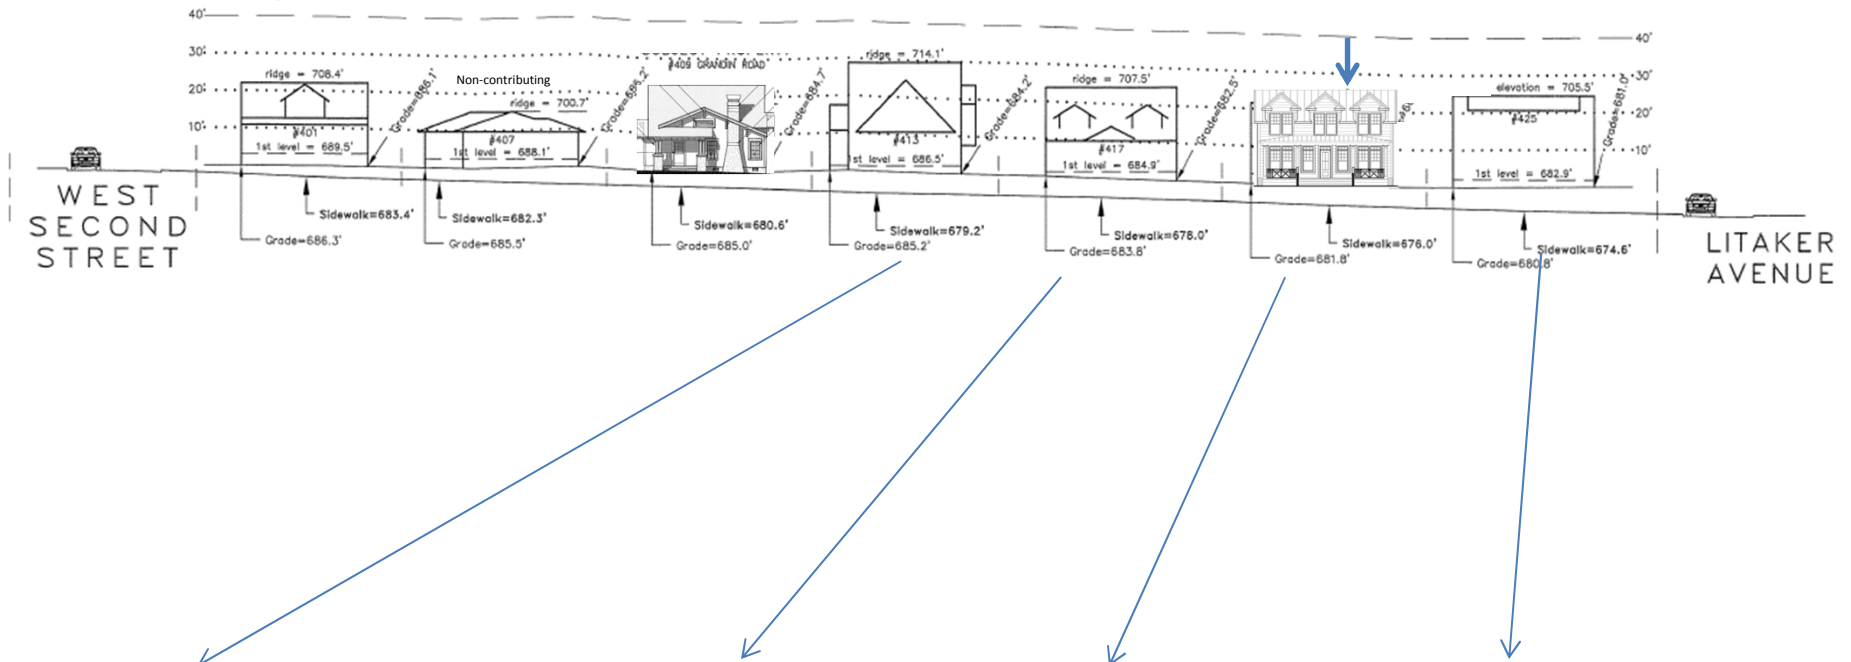 40'
40'
30'
30'
20'
20'
10'
10'
ridge = 708.4'
#401
1st level = 689.5'
Grade=686.1'
Non-contributing
ridge = 700.7'
#407
1st level = 688.1'
#409 GRANDIN ROAD
Grade=684.7'
ridge = 714.1'
#413
1st level = 686.5'
Grade=684.2'
ridge = 707.5'
#417
1st level = 684.9'
Grade=682.5'
elevation = 705.5'
#425
1st level = 682.9'
Grade=681.0'
WEST
SECOND
STREET
Sidewalk=683.4'
Grade=686.3'
Sidewalk=682.3'
Grade=685.5'
Sidewalk=680.6'
Grade=685.0'
Sidewalk=679.2'
Grade=685.2'
Sidewalk=678.0'
Grade=683.8'
Sidewalk=676.0'
Grade=681.8'
Sidewalk=674.6'
Grade=680.8'
LITAKER
AVENUE